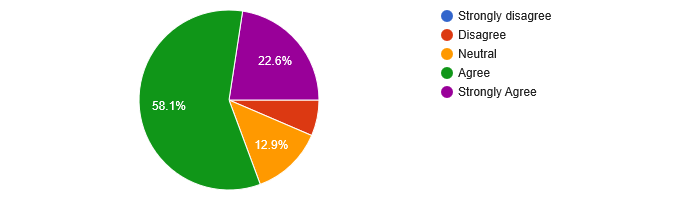 Strongly disagree
Disagree
Neutral
Agree
Strongly Agree
22.6%
58.1%
12.9%